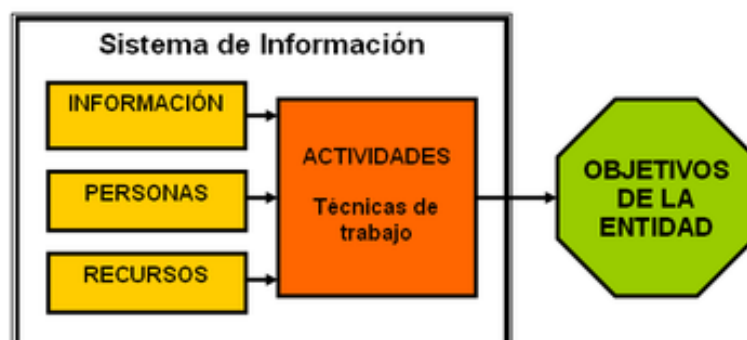 Sistema de Información
INFORMACIÓN
PERSONAS
RECURSOS
ACTIVIDADES
Técnicas de
trabajo
OBJETIVOS
DE LA
ENTIDAD